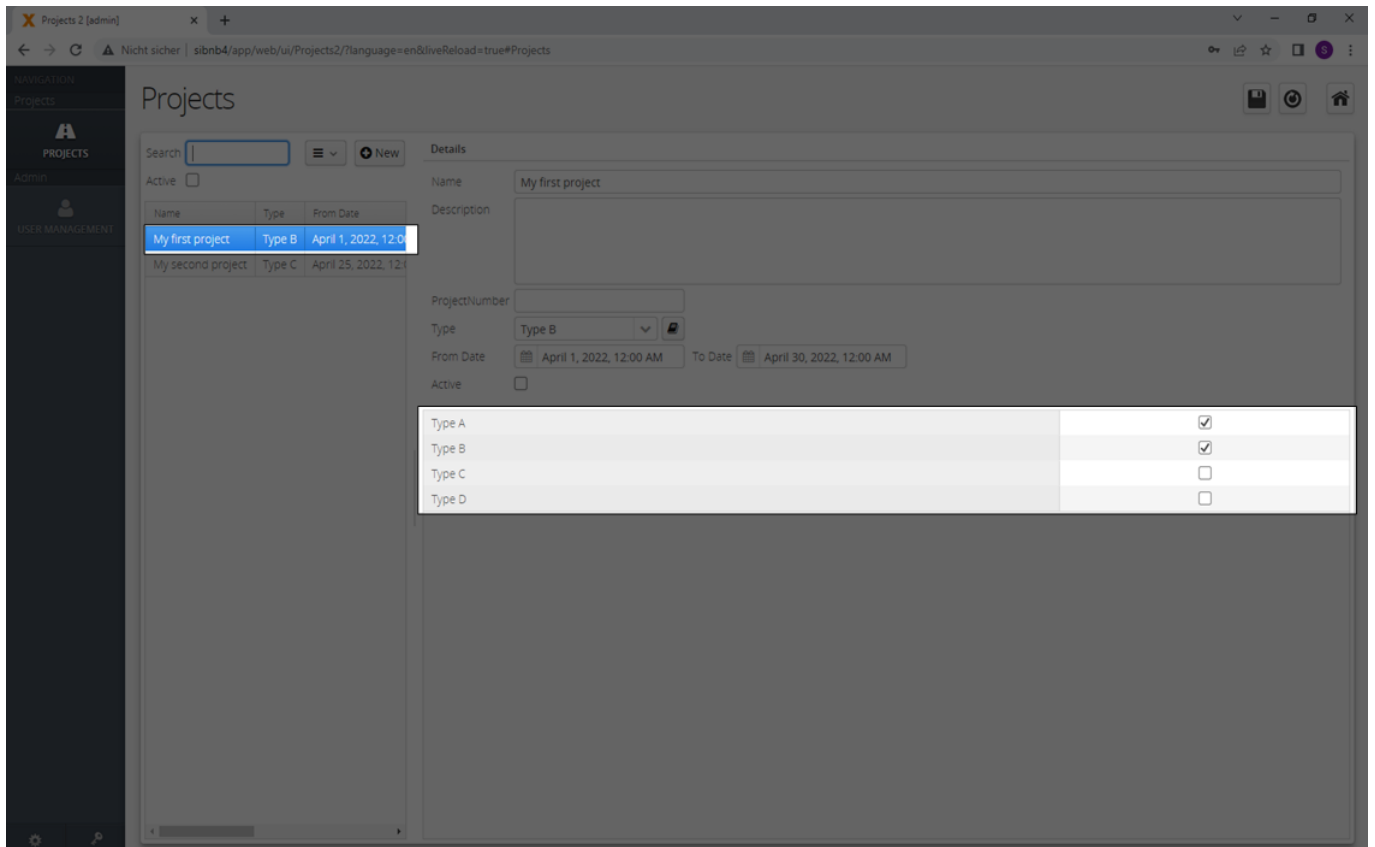 Projects 2 [admin]
Nicht sicher sibnb4/app/web/ui/Projects2/?language=en&liveReload=true#Projects
S
NAVIGATION
Projects
PROJECTS
Admin
USER MANAGEMENT
Projects
Search
New
Active
Name Type From Date
My first project Type B April 1, 2022, 12:00
My second project Type C April 25, 2022, 12:0
Details
Name My first project
Description
ProjectNumber
Type Type B
From Date April 1, 2022, 12:00 AM To Date April 30, 2022, 12:00 AM
Active
Type A
Type B
Type C
Type D